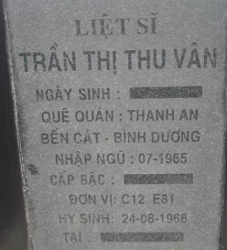 LIỆT SĨ
TRẦN THỊ THU VÂN
NGÀY SINH :
QUÊ QUÁN : THANH AN
BẾN CÁT - BÌNH DƯƠNG
NHẬP NGŨ : 07-1965
CẤP BẬC :
ĐƠN VỊ: C12 E81
HY SINH: 24-08-1968
TẠI :